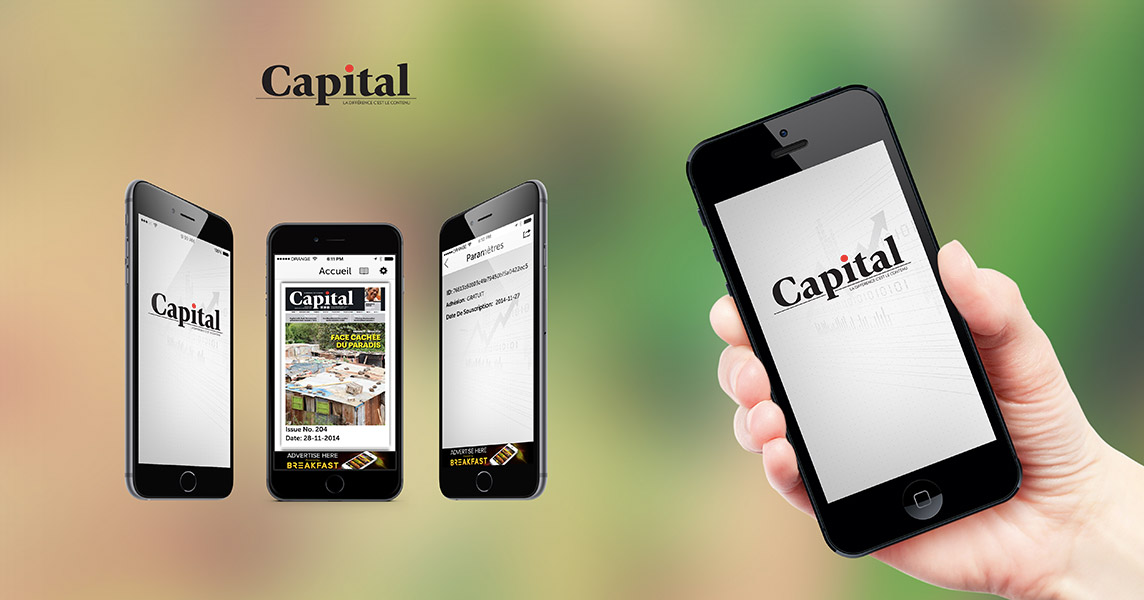 Capital
LA DIFFÉRENCE C'EST LE CONTENU
Capital
ORANGE 6:11 PM
Accueil
Capital
FACE CACHÉE
DU PARADIS
Issue No. 204
Date: 28-11-2014
ADVERTISE HERE
BREAKFAST
ORANGE
Paramètres
Adhésion: GRATUIT
Date De Souscription: 2014-11-27
ADVERTISE HERE
BREAKFAST
Capital
LA DIFFÉRENCE C'EST LE CONTENU